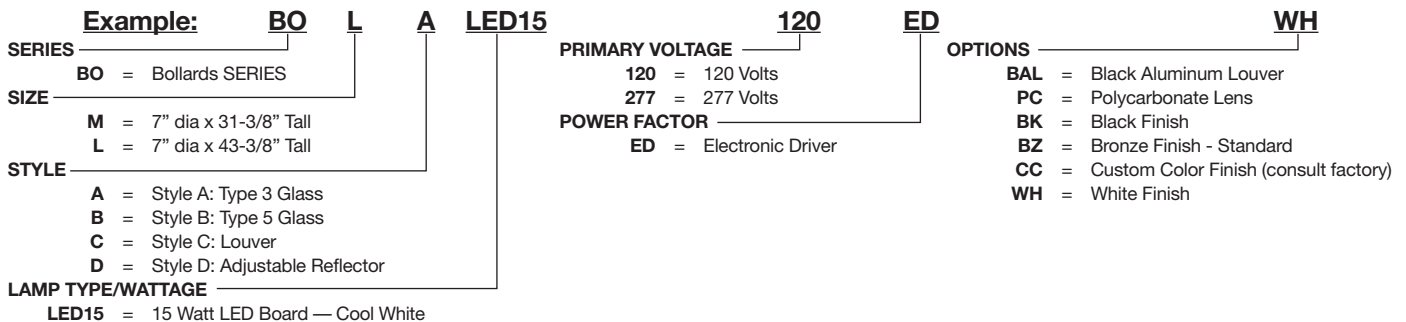 Example: BO L A LED15 120 ED WH
SERIES
BO = Bollards SERIES
SIZE
M = 7” dia x 31-3/8” Tall
L = 7” dia x 43-3/8” Tall
STYLE
A = Style A: Type 3 Glass
B = Style B: Type 5 Glass
C = Style C: Louver
D = Style D: Adjustable Reflector
LAMP TYPE/WATTAGE
LED15 = 15 Watt LED Board — Cool White
PRIMARY VOLTAGE
120 = 120 Volts
277 = 277 Volts
POWER FACTOR
ED = Electronic Driver
OPTIONS
BAL = Black Aluminum Louver
PC = Polycarbonate Lens
BK = Black Finish
BZ = Bronze Finish - Standard
CC = Custom Color Finish (consult factory)
WH = White Finish